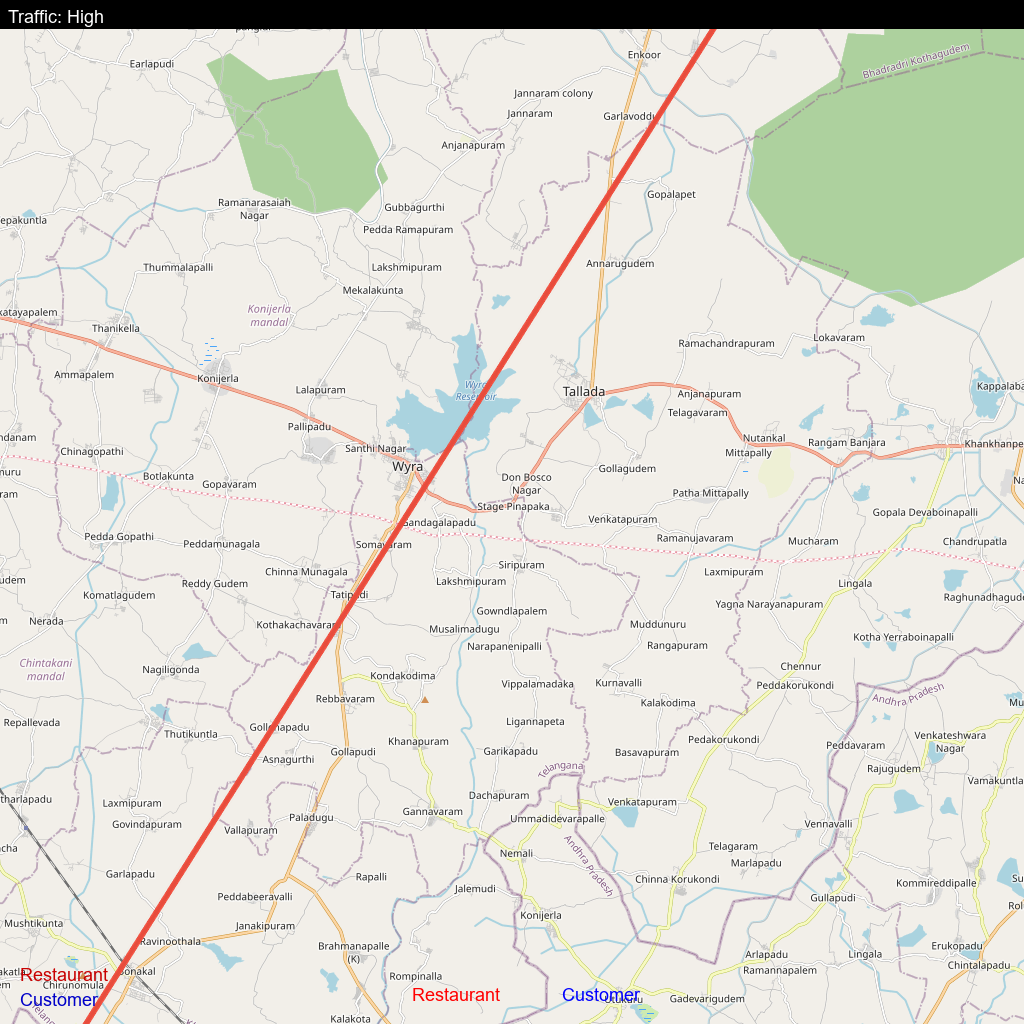 Traffic: High
Enkoor
Earlapudi
Bhadradri Kothagudem
Jannaram colony
Jannaram
Garlavoddu
Anjanapuram
Gopalapet
Ramanarasaiah
Nagar
Gubbagurthi
epakuntla
Pedda Ramapuram
Annarugudem
Thummalapalli
Lakshmipuram
Mekalakunta
Konijerla
mandal
katayapalem
Thanikella
Lokavaram
Ramachandrapuram
Ammapalem
Konijerla
Wyra
Reservoir
Lalapuram
Tallada
Anjanapuram
Kappalaba
Telagavaram
Pallipadu
ndanam
Nutankal
Rangam Banjara
Khankhanpe
Santhi Nagar
Chinagopathi
Mittapally
Wyra
Gollagudem
muru
Botlakunta
Gopavaram
Don Bosco
Nagar
Na
ram
Patha Mittapally
Stage Pinapaka
Gopala Devaboinapalli
Gandagalapadu
Venkatapuram
Pedda Gopathi
Peddamunagala
Somavaram
Ramanujavaram
Mucharam
Chandrupatla
Siripuram
Chinna Munagala
Laxmipuram
udem
Reddy Gudem
Lakshmipuram
Lingala
Komatlagudem
Tatipudi
Raghunadhagude
Gowndlapalem
Yagna Narayanapuram
m
Nerada
Kothakachavaram
Musalimadugu
Muddunuru
Kotha Yerraboinapalli
Narapanenipalli
Rangapuram
Chintakani
mandal
Nagiligonda
Kondakodima
Chennur
Vippalamadaka
Kurnavalli
Peddakorukondi
Andhra Pradesh
Rebbavaram
Kalakodima
Mu
Repallevada
Ligannapeta
Gollenapadu
Thutikuntla
Khanapuram
Pedakorukondi
Venkateshwara
Nagar
Gollapudi
Garikapadu
Basavapuram
Peddavaram
Asnagurthi
Telangana
Rajugudem
Vamakuntla
tharlapadu
Laxmipuram
Dachapuram
Venkatapuram
Gannavaram
Paladugu
Ummadidevarapalle
Govindapuram
Vallapuram
Vennavalli
cha
Telagaram
Nemali
Andhra Pradesh
Marlapadu
Garlapadu
Rapalli
Chinna Korukondi
Su
Jalemudi
Kommireddipalle
Peddabeeravalli
Gullapudi
Rol
Konijerla
Mushtikunta
Janakipuram
Ravinoothala
Brahmanapalle
(K)
Erukopadu
Arlapadu
Chintalapadu
Ramannapalem
Restaurant
Bonakal
Rompinalla
Chirunomula
Customer
Restaurant
Customer
Gadevarigudem
Kalakota